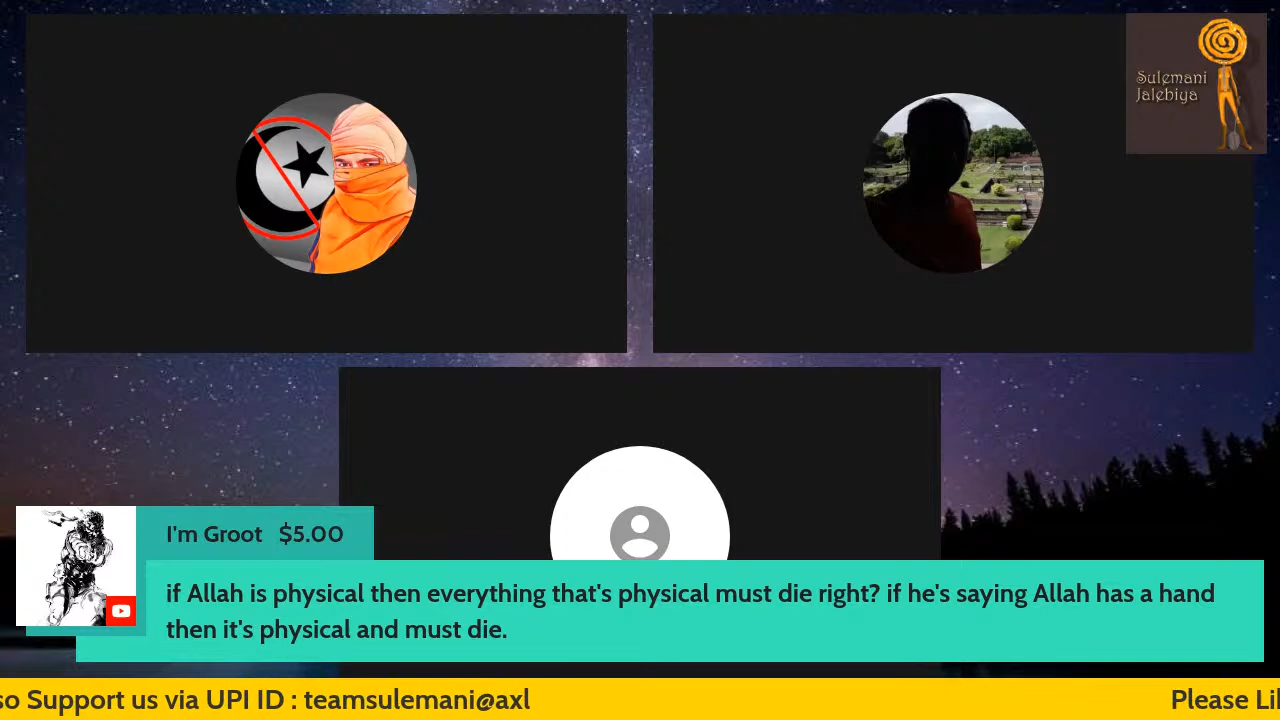 Sulemani
Jalebiya
I'm Groot $5.00
if Allah is physical then everything that's physical must die right? if he's saying Allah has a hand
then it's physical and must die.
so Support us via UPI ID : teamsulemani@axl
Please Li